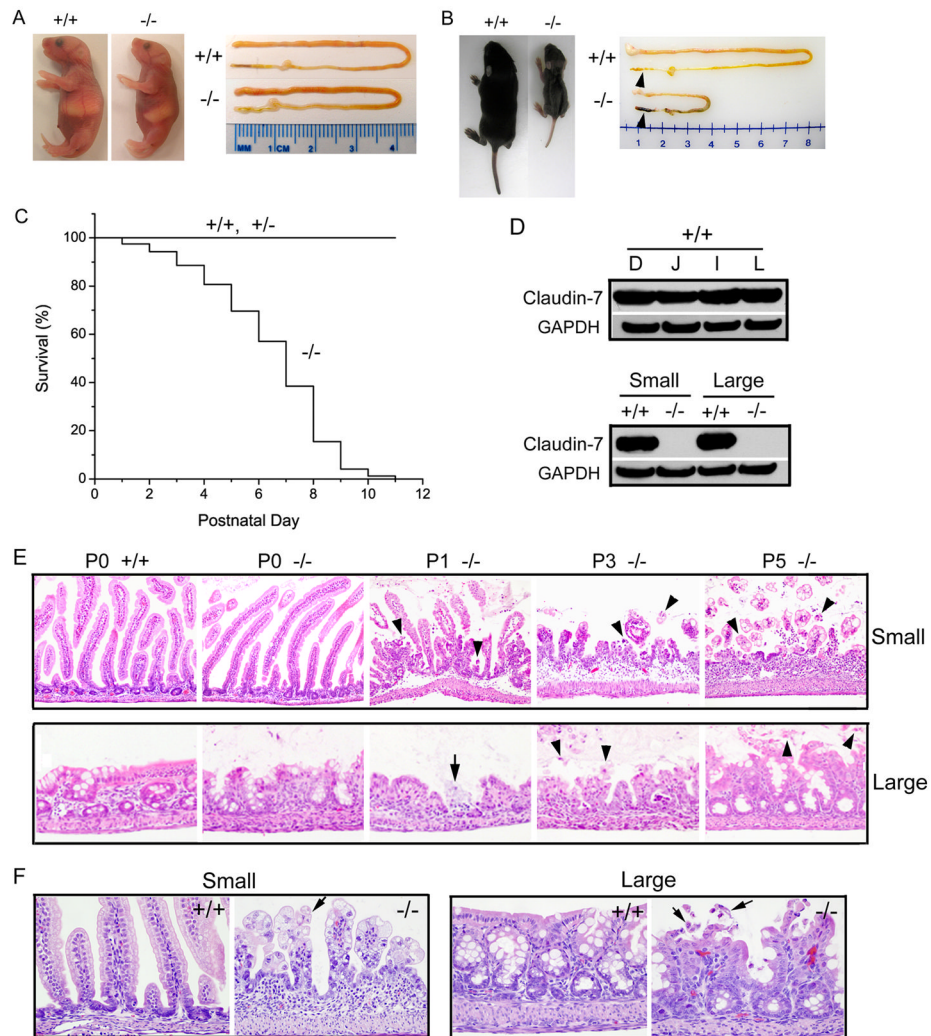 A
+/+
-/-
+/+
-/-
MM 1 CM 2 3 4
B
+/+
-/-
+/+
-/-
1 2 3 4 5 6 7 8
C
+/+, +/-
-/-
Survival (%)
100
80
60
40
20
0
0 2 4 6 8 10 12
Postnatal Day
D
+/+
D J I L
Claudin-7
GAPDH
Small Large
+/+ -/- +/+ -/-
Claudin-7
GAPDH
E
P0 +/+ P0 -/- P1 -/- P3 -/- P5 -/-
Small
Large
F
Small
+/+ -/-
Large
+/+ -/-